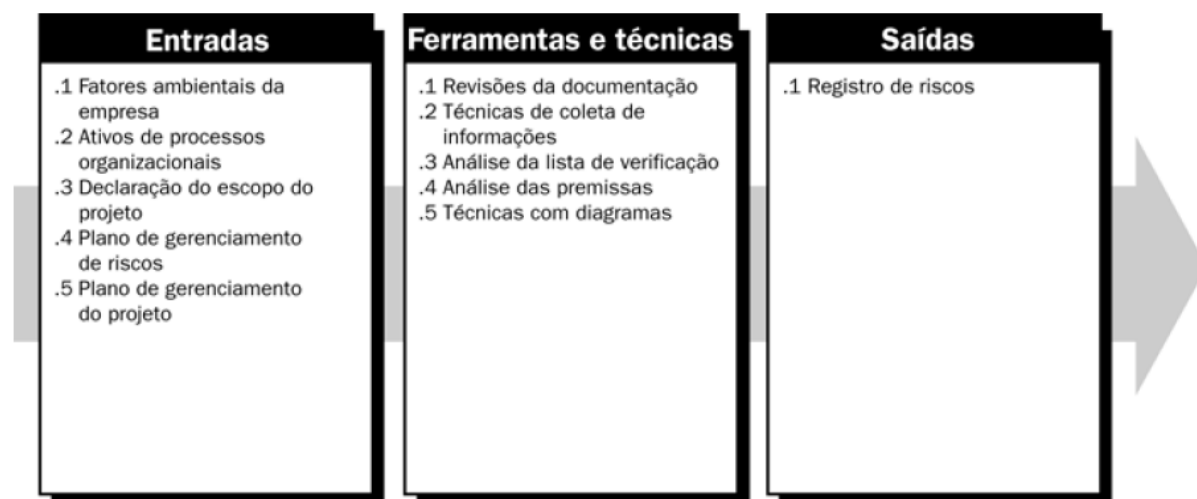 Entradas
.1 Fatores ambientais da
empresa
.2 Ativos de processos
organizacionais
.3 Declaração do escopo do
projeto
.4 Plano de gerenciamento
de riscos
.5 Plano de gerenciamento
do projeto
Ferramentas e técnicas
.1 Revisões da documentação
.2 Técnicas de coleta de
informações
.3 Análise da lista de verificação
.4 Análise das premissas
.5 Técnicas com diagramas
Saídas
.1 Registro de riscos